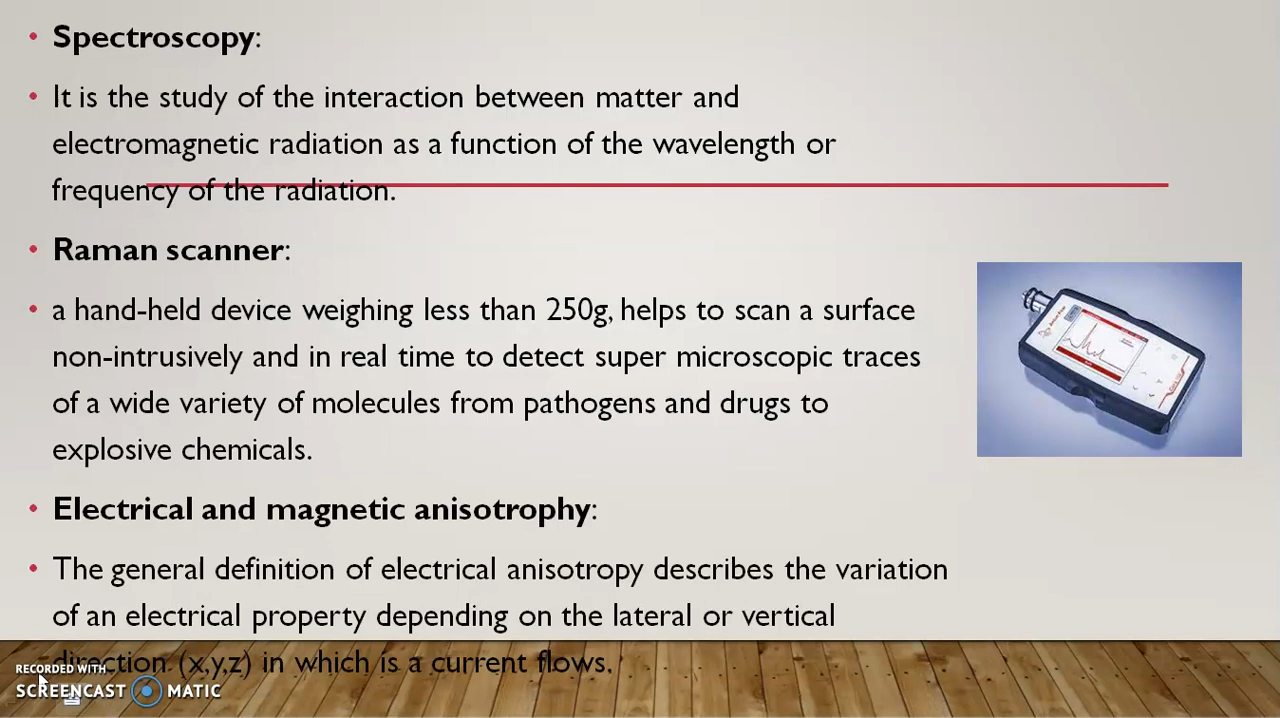 • Spectroscopy:
• It is the study of the interaction between matter and
electromagnetic radiation as a function of the wavelength or
frequency of the radiation.
• Raman scanner:
• a hand-held device weighing less than 250g, helps to scan a surface
non-intrusively and in real time to detect super microscopic traces
of a wide variety of molecules from pathogens and drugs to
explosive chemicals.
• Electrical and magnetic anisotrophy:
• The general definition of electrical anisotropy describes the variation
of an electrical property depending on the lateral or vertical
direction (x,y,z) in which is a current flows.
RECORDED WITH
SCREENCAST MATIC